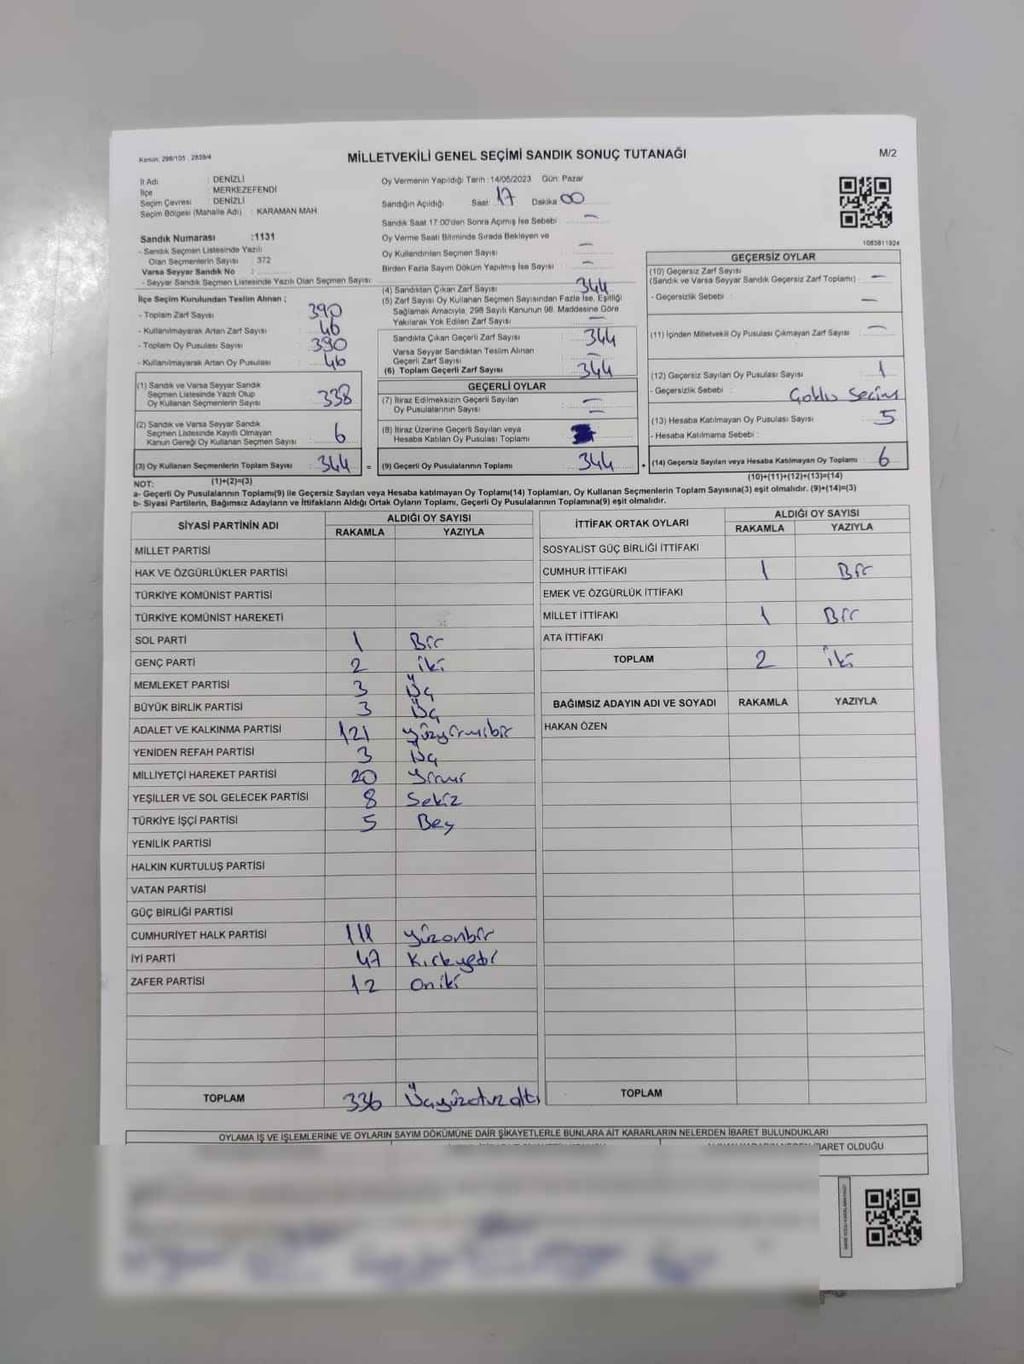 Kanun: 298/105 , 2839/4
MİLLETVEKİLİ GENEL SEÇİMİ SANDIK SONUÇ TUTANAĞI
M/2
İl Adı : DENİZLİ
İlçe : MERKEZEFENDİ
Seçim Çevresi : DENİZLİ
Seçim Bölgesi (Mahalle Adı) : KARAMAN MAH
Oy Vermenin Yapıldığı Tarih :14/05/2023 Gün: Pazar
Sandığın Açıldığı Saat: 17 Dakika 00
Sandık Saat 17:00'den Sonra Açılmış İse Sebebi : —
Oy Verme Saati Bitiminde Sırada Bekleyen ve
Oy Kullandırılan Seçmen Sayısı : —
Birden Fazla Sayım Döküm Yapılmış İse Sayısı : —
1083811924
Sandık Numarası :1131
- Sandık Seçmen Listesinde Yazılı
Olan Seçmenlerin Sayısı : 372
Varsa Seyyar Sandık No :
- Seyyar Sandık Seçmen Listesinde Yazılı Olan Seçmen Sayısı:
İlçe Seçim Kurulundan Teslim Alınan ;
- Toplam Zarf Sayısı 390
- Kullanılmayarak Artan Zarf Sayısı 46
- Toplam Oy Pusulası Sayısı 390
- Kullanılmayarak Artan Oy Pusulası 46
(1) Sandık ve Varsa Seyyar Sandık
Seçmen Listesinde Yazılı Olup
Oy Kullanan Seçmenlerin Sayısı 338
(2) Sandık ve Varsa Seyyar Sandık
Seçmen Listesinde Kayıtlı Olmayan
Kanun Gereği Oy Kullanan Seçmen Sayısı 6
(3) Oy Kullanan Seçmenlerin Toplam Sayısı 344
(4) Sandıktan Çıkan Zarf Sayısı 344
(5) Zarf Sayısı Oy Kullanan Seçmen Sayısından Fazla İse, Eşitliği
Sağlamak Amacıyla, 298 Sayılı Kanunun 98. Maddesine Göre
Yakılarak Yok Edilen Zarf Sayısı : —
Sandıkta Çıkan Geçerli Zarf Sayısı 344
Varsa Seyyar Sandıktan Teslim Alınan
Geçerli Zarf Sayısı —
(6) Toplam Geçerli Zarf Sayısı 344
GEÇERLİ OYLAR
(7) İtiraz Edilmeksizin Geçerli Sayılan
Oy Pusulalarının Sayısı —
(8) İtiraz Üzerine Geçerli Sayılan veya
Hesaba Katılan Oy Pusulası Toplamı
= (9) Geçerli Oy Pusulalarının Toplamı 344
GEÇERSİZ OYLAR
(10) Geçersiz Zarf Sayısı
(Sandık ve Varsa Seyyar Sandık Geçersiz Zarf Toplamı) : —
- Geçersizlik Sebebi : —
(11) İçinden Milletvekili Oy Pusulası Çıkmayan Zarf Sayısı : —
(12) Geçersiz Sayılan Oy Pusulası Sayısı : 1
- Geçersizlik Sebebi : Çoklu Seçim
(13) Hesaba Katılmayan Oy Pusulası Sayısı : 5
- Hesaba Katılmama Sebebi :
+ (14) Geçersiz Sayılan veya Hesaba Katılmayan Oy Toplamı 6
NOT: (1)+(2)=(3)
(10)+(11)+(12)+(13)=(14)
a- Geçerli Oy Pusulalarının Toplamı(9) ile Geçersiz Sayılan veya Hesaba katılmayan Oy Toplamı(14) Toplamları, Oy Kullanan Seçmenlerin Toplam Sayısına(3) eşit olmalıdır. (9)+(14)=(3)
b- Siyasi Partilerin, Bağımsız Adayların ve İttifakların Aldığı Oyların Toplamı, Geçerli Oy Pusulalarının Toplamına(9) eşit olmalıdır.
SİYASİ PARTİNİN ADI ALDIĞI OY SAYISI
RAKAMLA YAZIYLA
MİLLET PARTİSİ
HAK VE ÖZGÜRLÜKLER PARTİSİ
TÜRKİYE KOMÜNİST PARTİSİ
TÜRKİYE KOMÜNİST HAREKETİ
SOL PARTİ 1 Bir
GENÇ PARTİ 2 iki
MEMLEKET PARTİSİ 3 Üç
BÜYÜK BİRLİK PARTİSİ 3 Üç
ADALET VE KALKINMA PARTİSİ 121 yüzyirmibir
YENİDEN REFAH PARTİSİ 3 Üç
MİLLİYETÇİ HAREKET PARTİSİ 20 yirmi
YEŞİLLER VE SOL GELECEK PARTİSİ 8 Sekiz
TÜRKİYE İŞÇİ PARTİSİ 5 Beş
YENİLİK PARTİSİ
HALKIN KURTULUŞ PARTİSİ
VATAN PARTİSİ
GÜÇ BİRLİĞİ PARTİSİ
CUMHURİYET HALK PARTİSİ 111 yüzonbir
İYİ PARTİ 47 Kırkyedi
ZAFER PARTİSİ 12 oniki
TOPLAM 336 Üçyüzotuzaltı
İTTİFAK ORTAK OYLARI ALDIĞI OY SAYISI
RAKAMLA YAZIYLA
SOSYALİST GÜÇ BİRLİĞİ İTTİFAKI
CUMHUR İTTİFAKI 1 Bir
EMEK VE ÖZGÜRLÜK İTTİFAKI
MİLLET İTTİFAKI 1 Bir
ATA İTTİFAKI
TOPLAM 2 iki
BAĞIMSIZ ADAYIN ADI VE SOYADI RAKAMLA YAZIYLA
HAKAN ÖZEN
TOPLAM
OYLAMA İŞ VE İŞLEMLERİNE VE OYLARIN SAYIM DÖKÜMÜNE DAİR ŞİKAYETLERLE BUNLARA AİT KARARLARIN NELERDEN İBARET BULUNDUKLARI
İBARET OLDUĞU